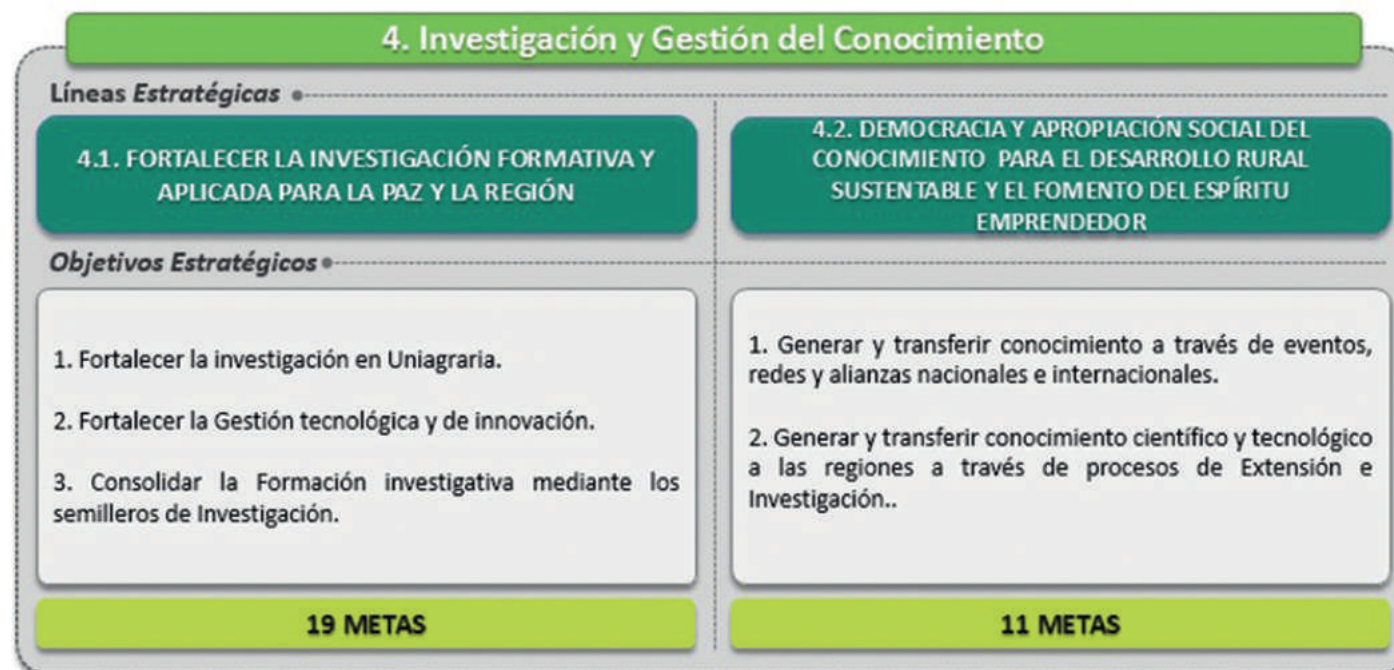 4. Investigación y Gestión del Conocimiento
Líneas Estratégicas
4.1. FORTALECER LA INVESTIGACIÓN FORMATIVA Y
APLICADA PARA LA PAZ Y LA REGIÓN
4.2. DEMOCRACIA Y APROPIACIÓN SOCIAL DEL
CONOCIMIENTO PARA EL DESARROLLO RURAL
SUSTENTABLE Y EL FOMENTO DEL ESPÍRITU
EMPRENDEDOR
Objetivos Estratégicos
1. Fortalecer la investigación en Uniagraria.
2. Fortalecer la Gestión tecnológica y de innovación.
3. Consolidar la Formación investigativa mediante los
semilleros de Investigación.
1. Generar y transferir conocimiento a través de eventos,
redes y alianzas nacionales e internacionales.
2. Generar y transferir conocimiento científico y tecnológico
a las regiones a través de procesos de Extensión e
Investigación..
19 METAS
11 METAS